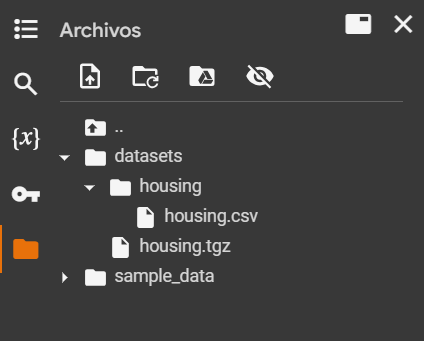 Archivos
{x}
..
datasets
housing
housing.csv
housing.tgz
sample_data